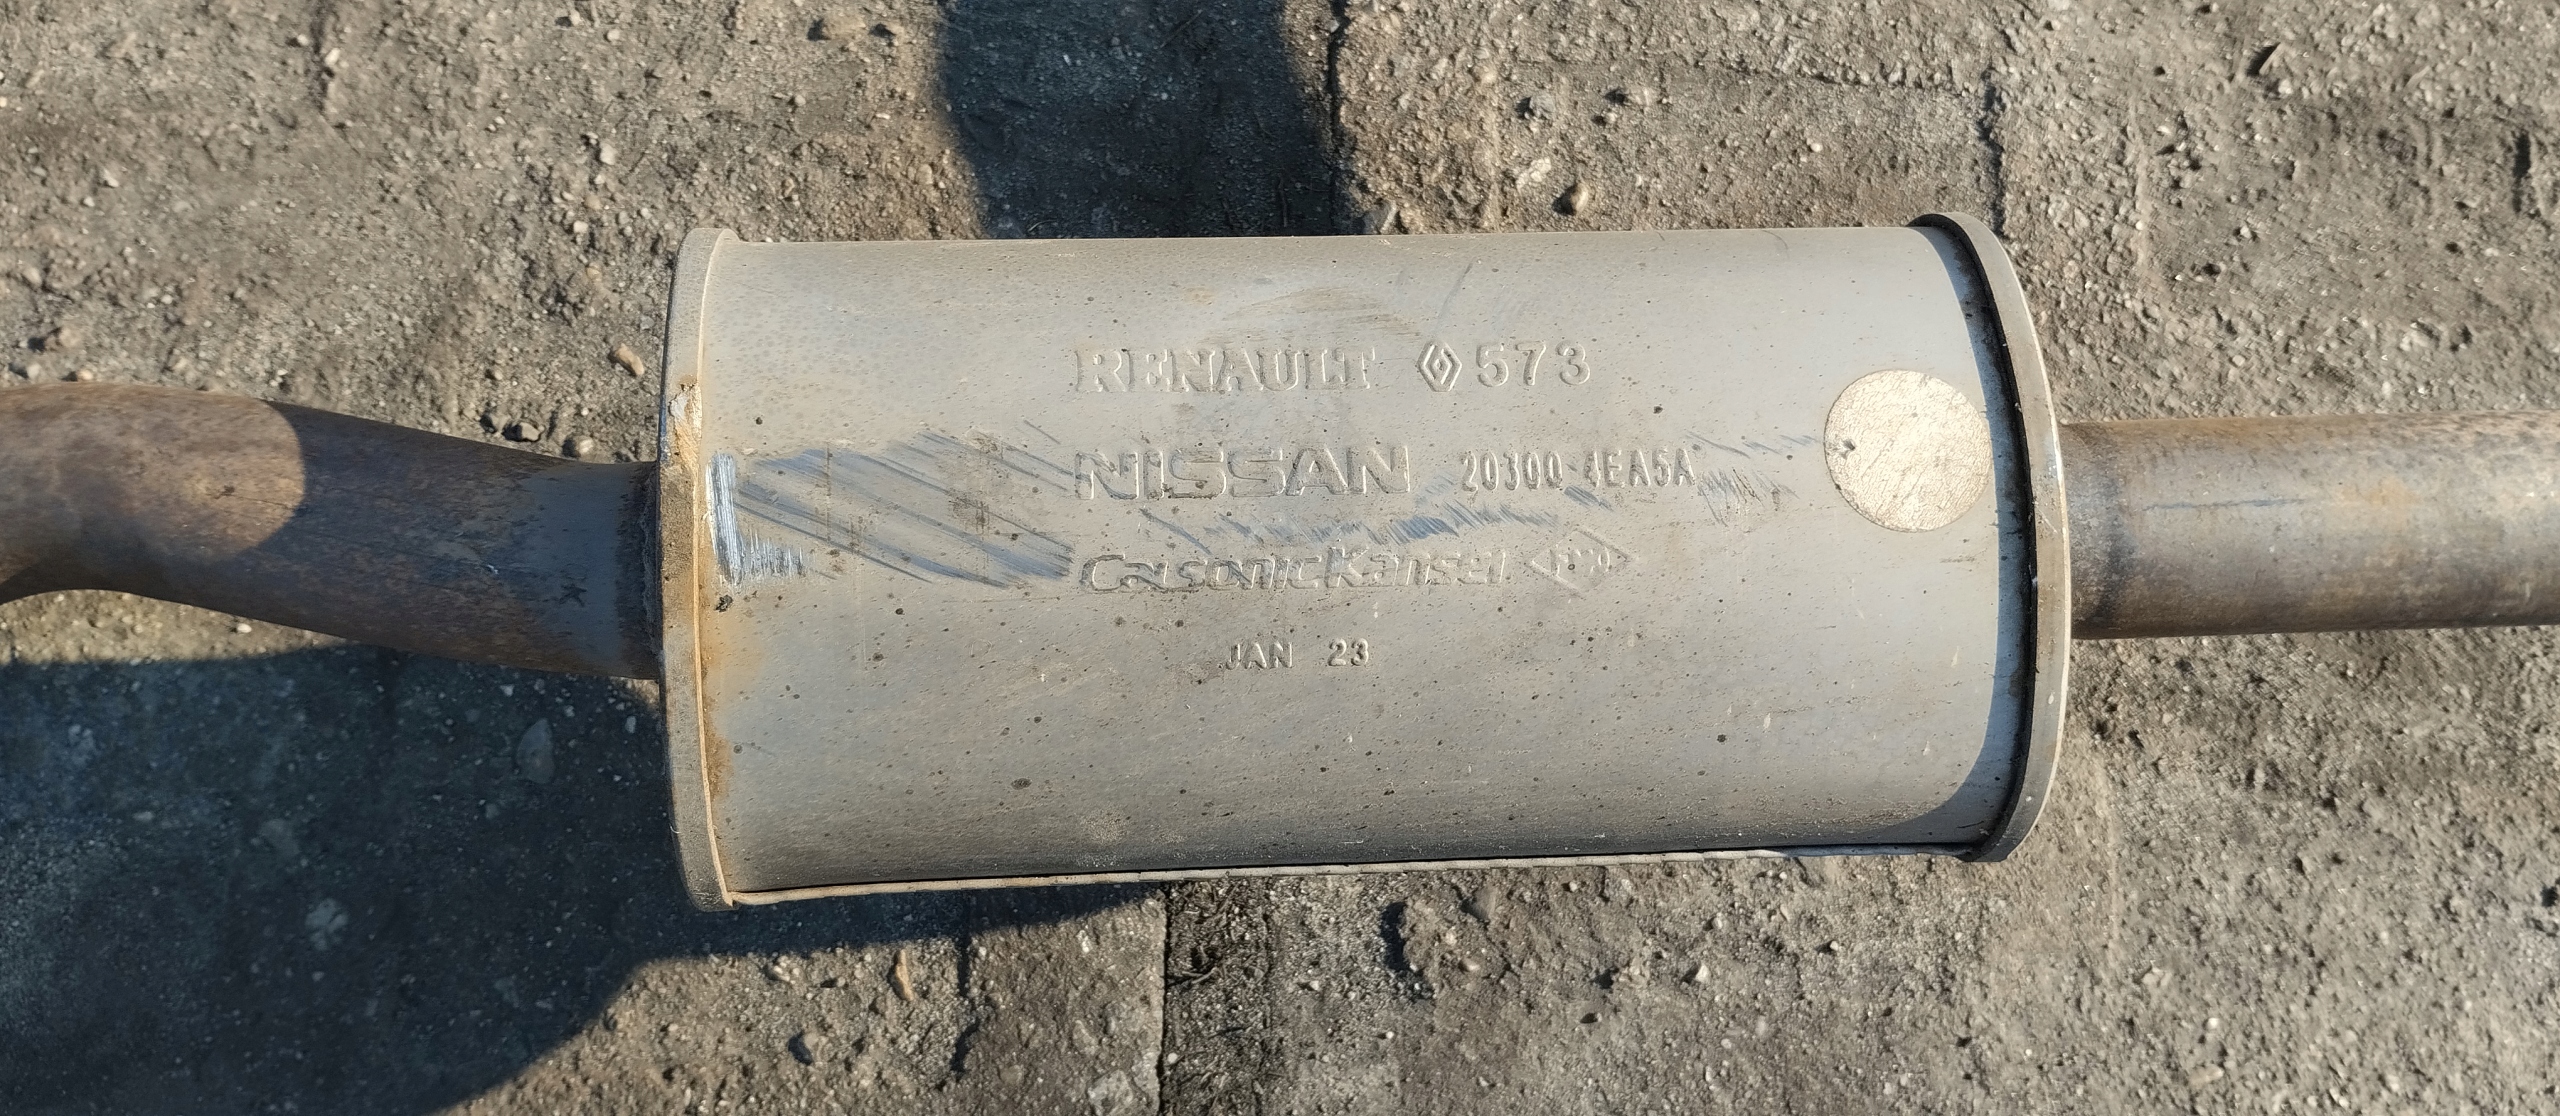 RENAULT 573
NISSAN 20300 4EA5A
CalsonicKansei
JAN 23